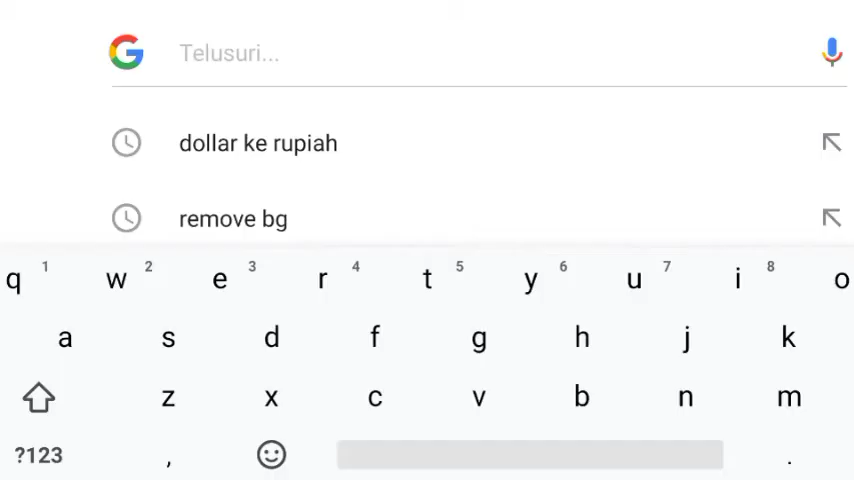 Telusuri...
dollar ke rupiah
remove bg
q 1 w 2 e 3 r 4 t 5 y 6 u 7 i 8 o
a s d f g h j k
z x c v b n m
?123 , .